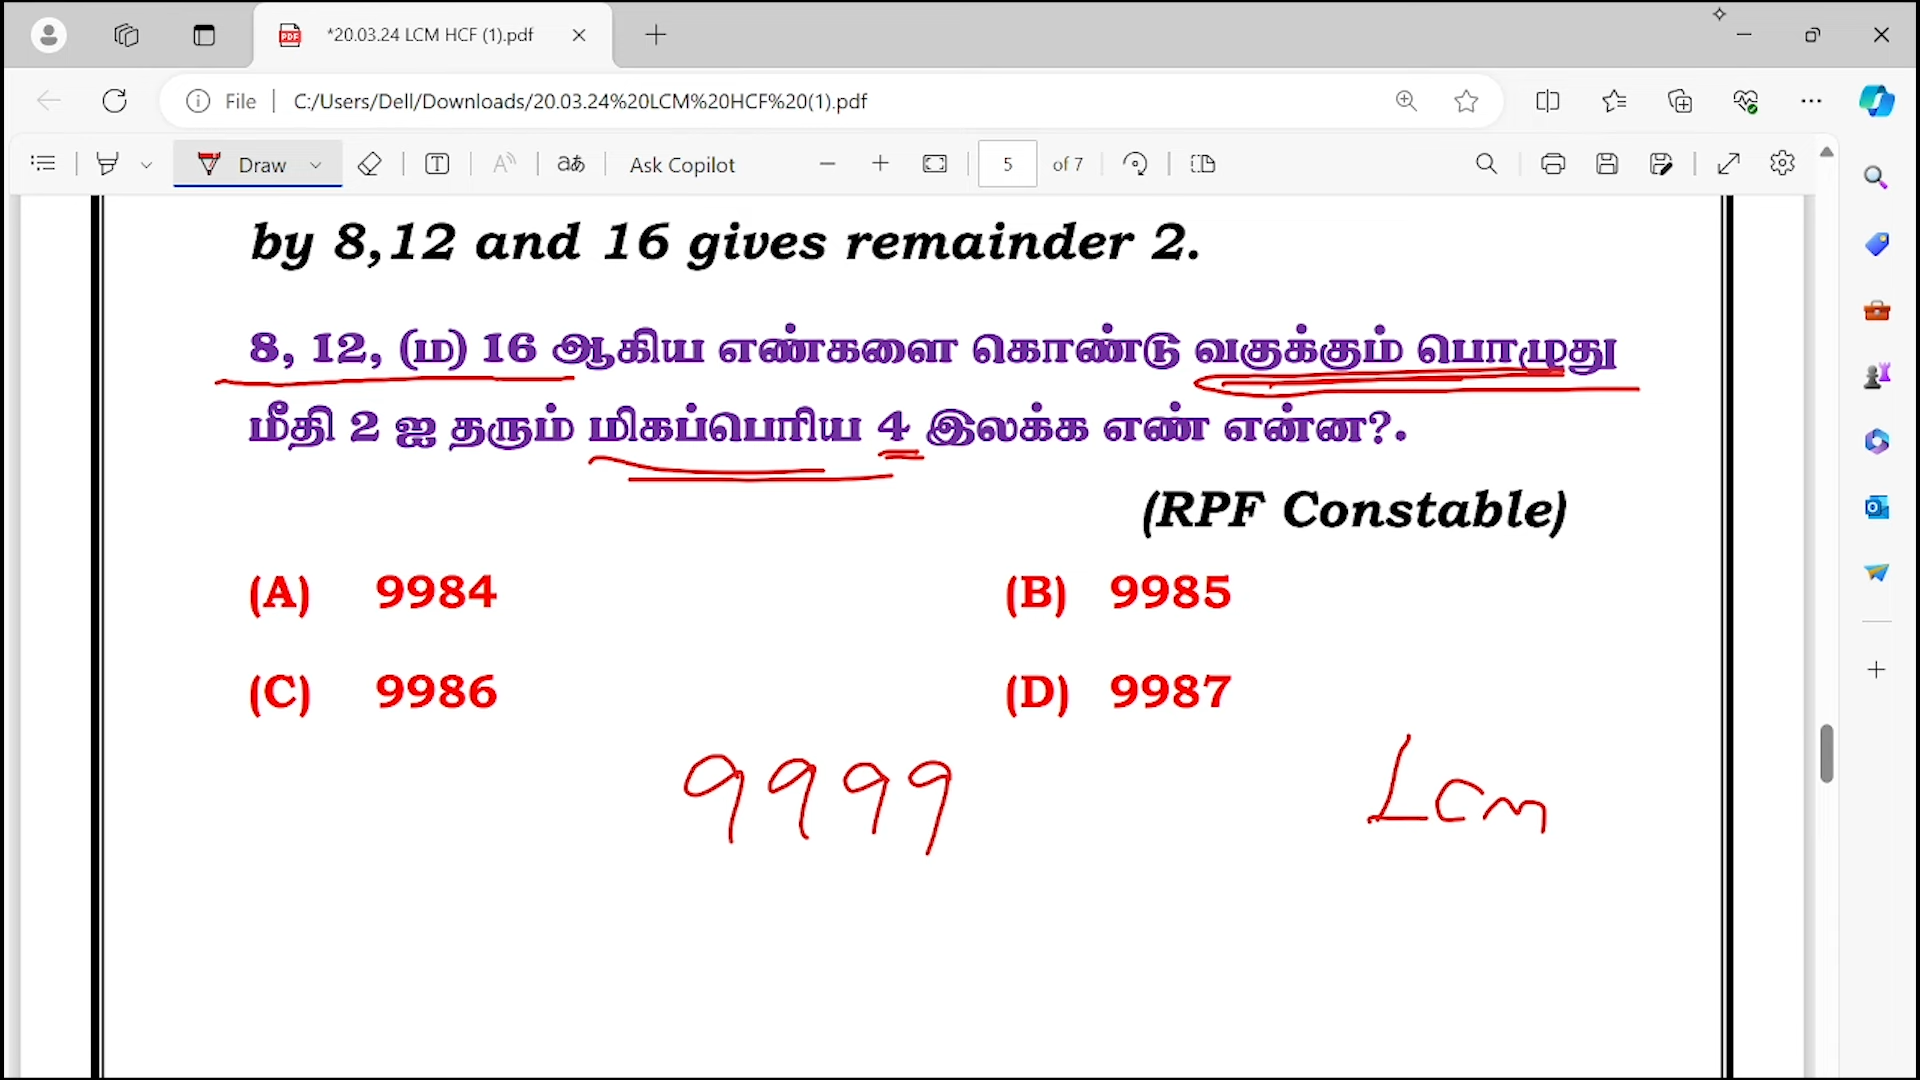 *20.03.24 LCM HCF (1).pdf
File C:/Users/Dell/Downloads/20.03.24%20LCM%20HCF%20(1).pdf
Draw Ask Copilot 5 of 7
by 8,12 and 16 gives remainder 2.
8, 12, (ம) 16 ஆகிய எண்களை கொண்டு வகுக்கும் பொழுது
மீதி 2 ஐ தரும் மிகப்பெரிய 4 இலக்க எண் என்ன?.
(RPF Constable)
(A) 9984 (B) 9985
(C) 9986 (D) 9987
9999 Lcm